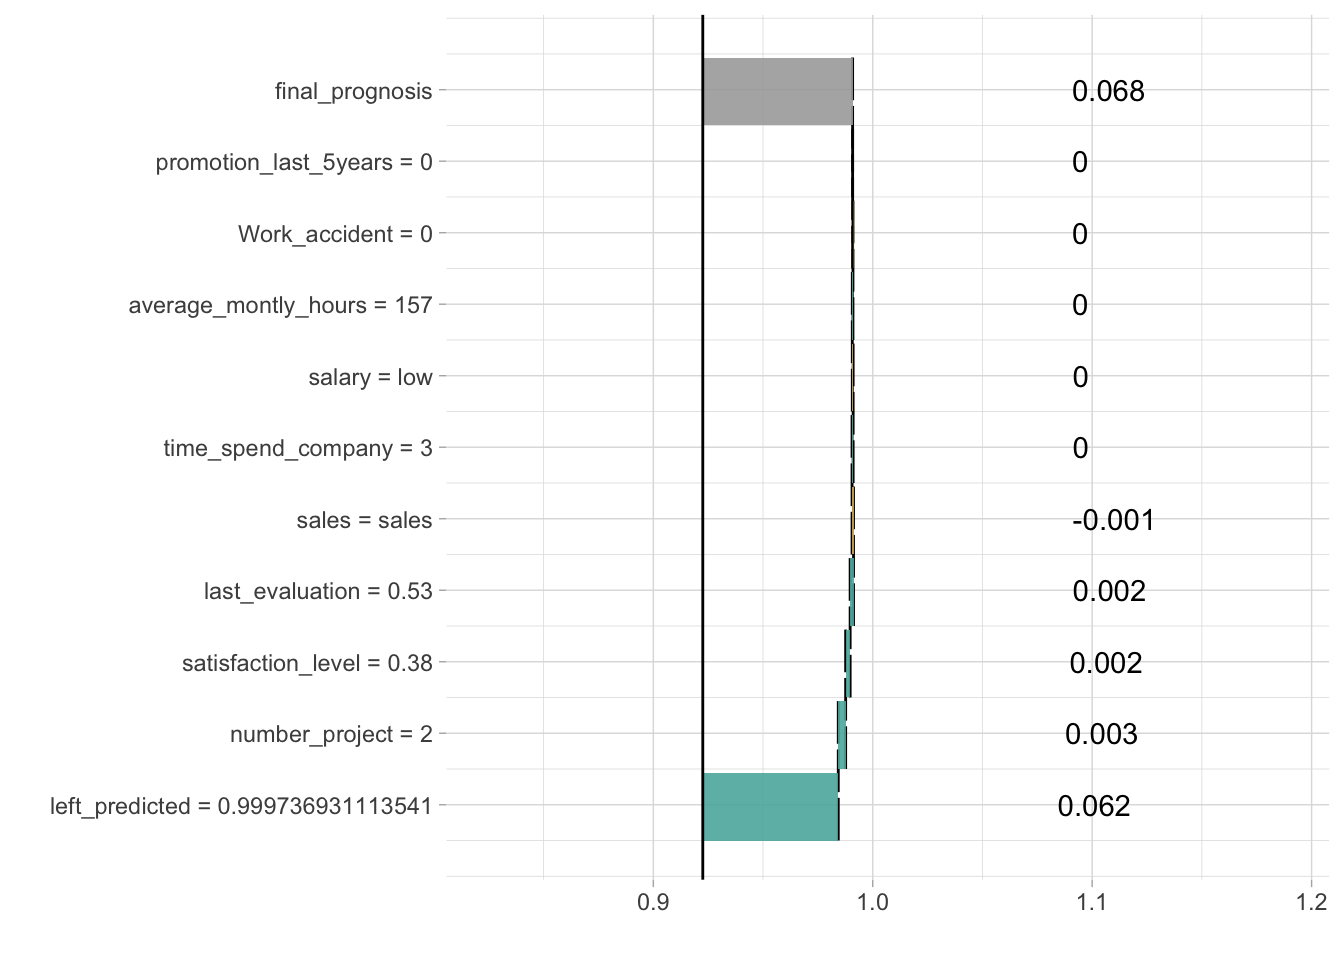 final_prognosis 0.068
promotion_last_5years = 0 0
Work_accident = 0 0
average_montly_hours = 157 0
salary = low 0
time_spend_company = 3 0
sales = sales -0.001
last_evaluation = 0.53 0.002
satisfaction_level = 0.38 0.002
number_project = 2 0.003
left_predicted = 0.999736931113541 0.062
0.9 1.0 1.1 1.2